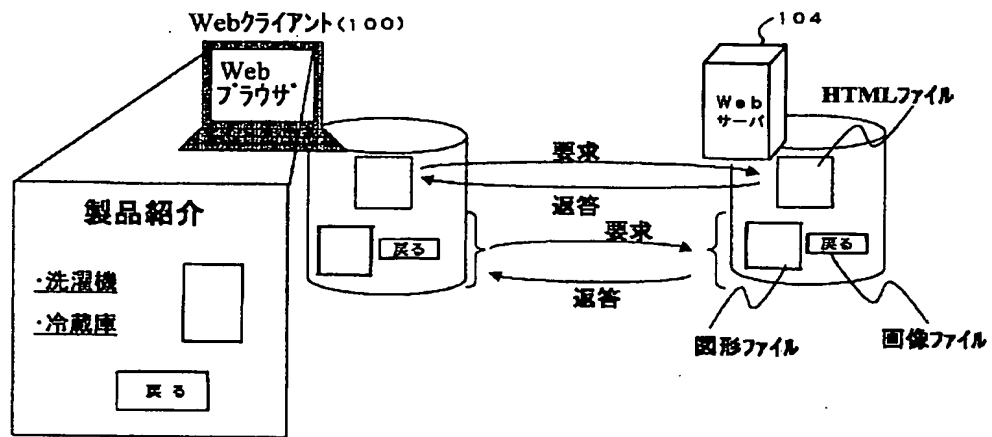 Webクライアント(100)
Web
ブラウザ
製品紹介
・洗濯機
・冷蔵庫
戻る
戻る
要求
返答
要求
返答
104
Web
サーバ
HTMLファイル
戻る
図形ファイル
画像ファイル